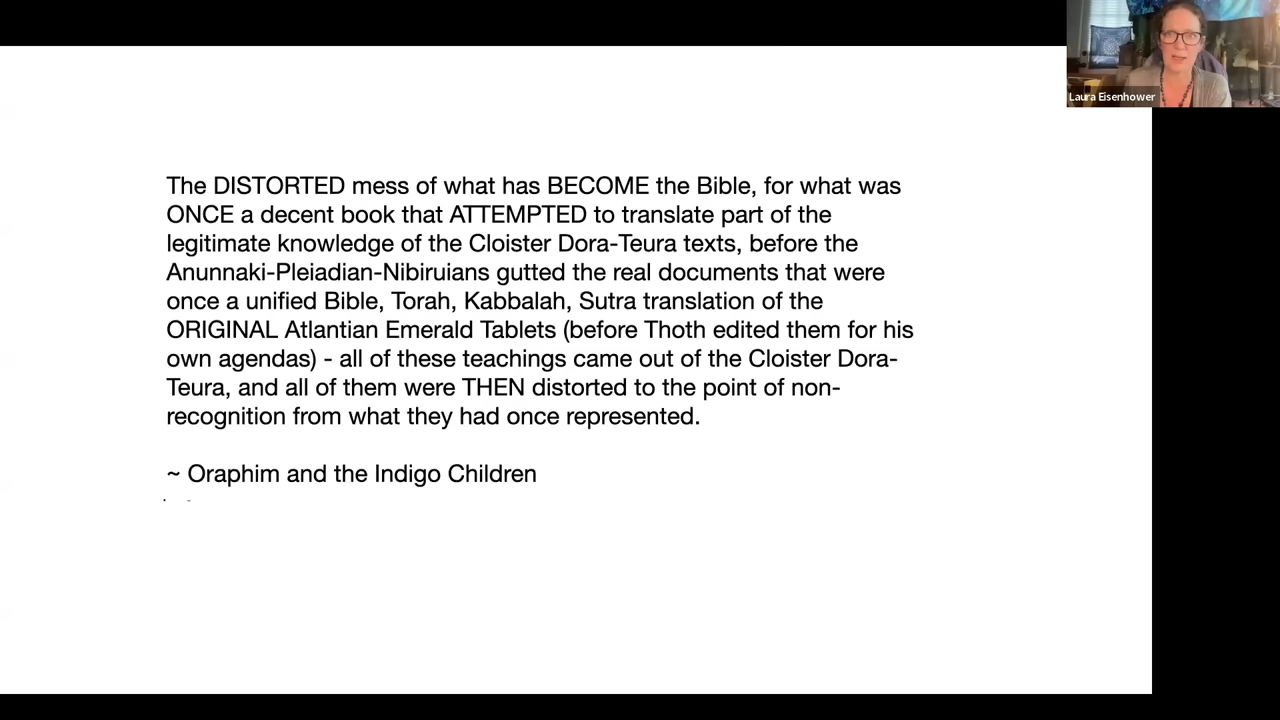 Laura Eisenhower
The DISTORTED mess of what has BECOME the Bible, for what was
ONCE a decent book that ATTEMPTED to translate part of the
legitimate knowledge of the Cloister Dora-Teura texts, before the
Anunnaki-Pleiadian-Nibiruians gutted the real documents that were
once a unified Bible, Torah, Kabbalah, Sutra translation of the
ORIGINAL Atlantian Emerald Tablets (before Thoth edited them for his
own agendas) - all of these teachings came out of the Cloister Dora-
Teura, and all of them were THEN distorted to the point of non-
recognition from what they had once represented.
~ Oraphim and the Indigo Children